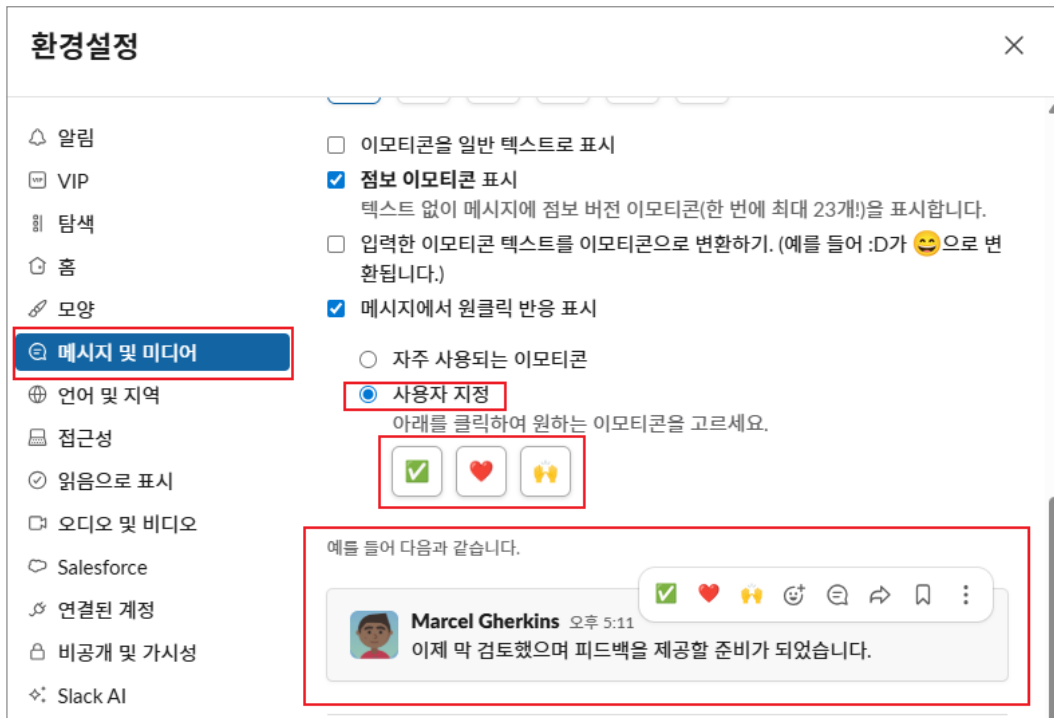 환경설정
알림
VIP
탐색
홈
모양
메시지 및 미디어
언어 및 지역
접근성
읽음으로 표시
오디오 및 비디오
Salesforce
연결된 계정
비공개 및 가시성
Slack AI
이모티콘을 일반 텍스트로 표시
점보 이모티콘 표시
텍스트 없이 메시지에 점보 버전 이모티콘(한 번에 최대 23개!)을 표시합니다.
입력한 이모티콘 텍스트를 이모티콘으로 변환하기. (예를 들어 :D가 😄으로 변
환됩니다.)
메시지에서 원클릭 반응 표시
자주 사용되는 이모티콘
사용자 지정
아래를 클릭하여 원하는 이모티콘을 고르세요.
예를 들어 다음과 같습니다.
Marcel Gherkins 오후 5:11
이제 막 검토했으며 피드백을 제공할 준비가 되었습니다.